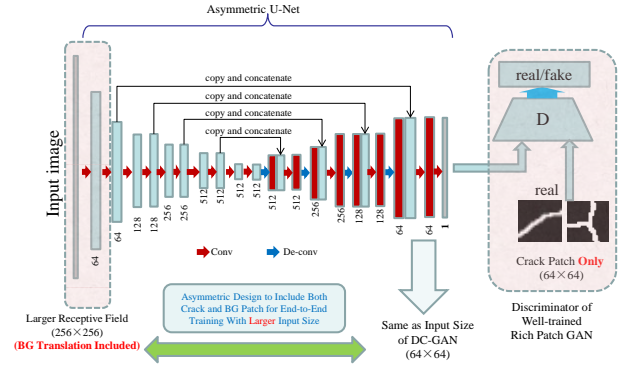 Asymmetric U-Net
copy and concatenate
copy and concatenate
copy and concatenate
copy and concatenate
Input image
64
64
128
128
256
256
512
512
512
512
512
512
256
256
128
128
64
64
1
Conv
De-conv
real/fake
D
real
Crack Patch Only
(64×64)
Larger Receptive Field
(256×256)
(BG Translation Included)
Asymmetric Design to Include Both
Crack and BG Patch for End-to-End
Training With Larger Input Size
Same as Input Size
of DC-GAN
(64×64)
Discriminator of
Well-trained
Rich Patch GAN